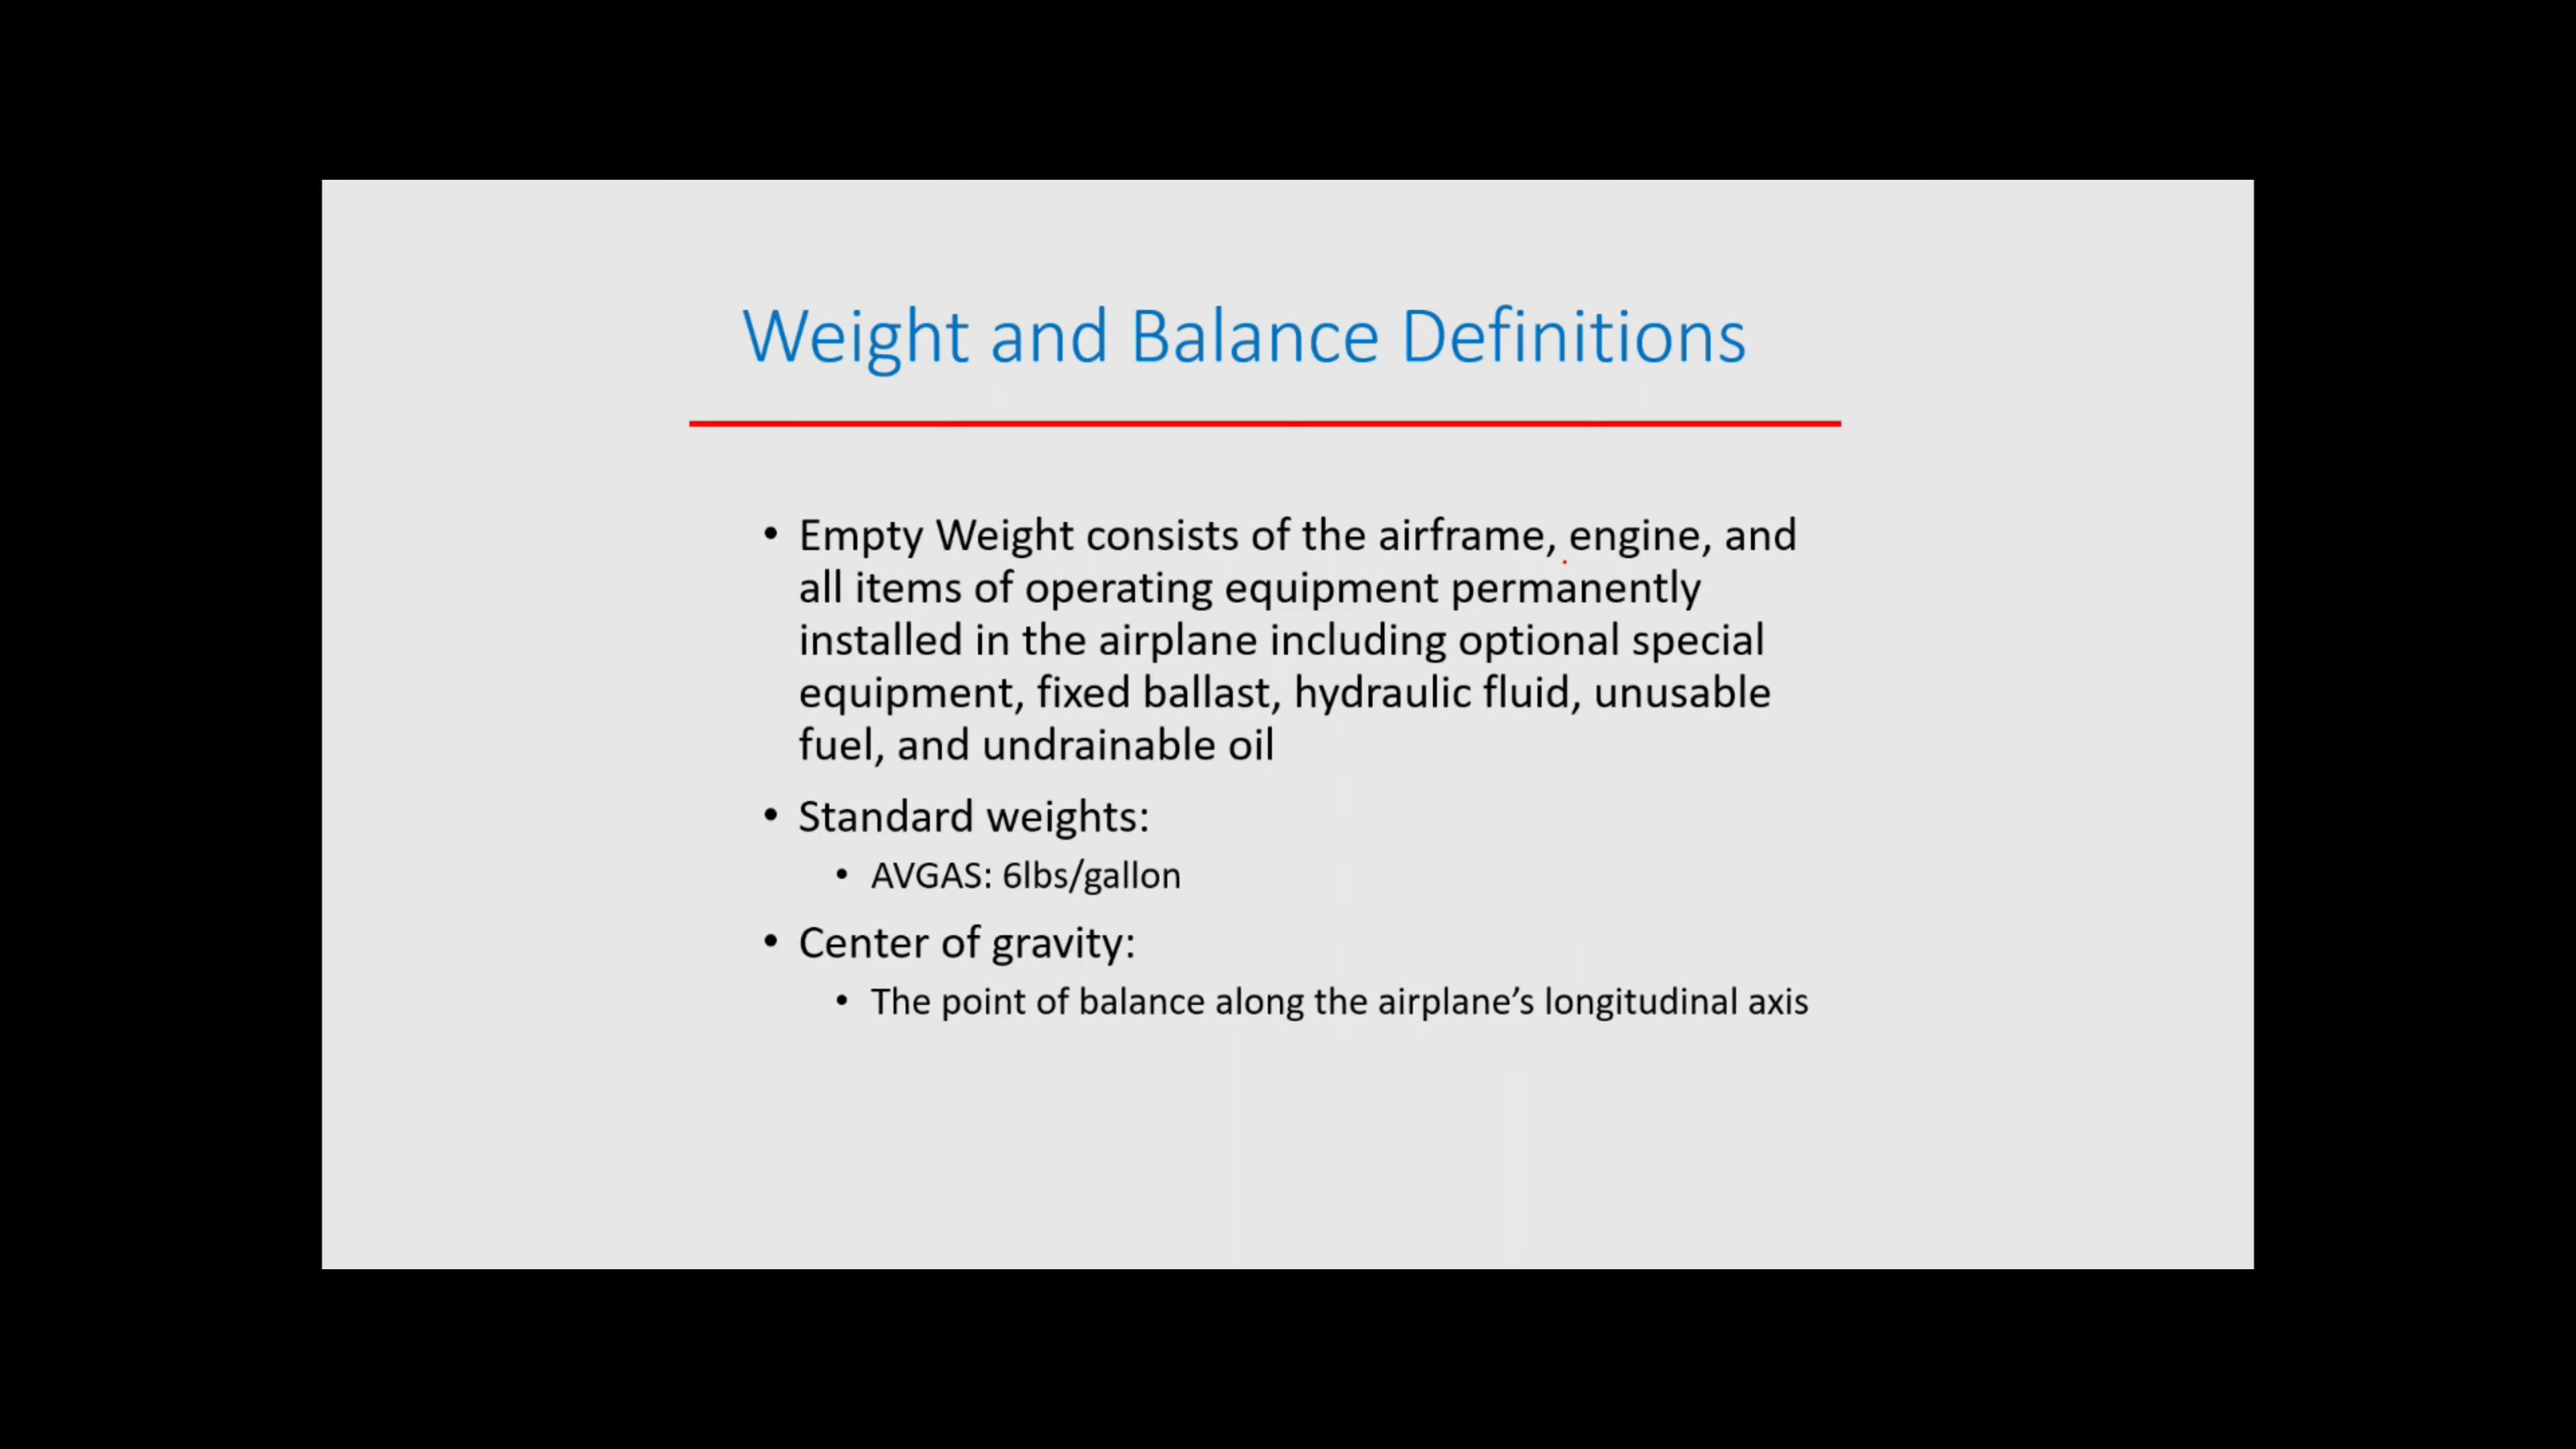 Weight and Balance Definitions
• Empty Weight consists of the airframe, engine, and
all items of operating equipment permanently
installed in the airplane including optional special
equipment, fixed ballast, hydraulic fluid, unusable
fuel, and undrainable oil
• Standard weights:
• AVGAS: 6lbs/gallon
• Center of gravity:
• The point of balance along the airplane’s longitudinal axis